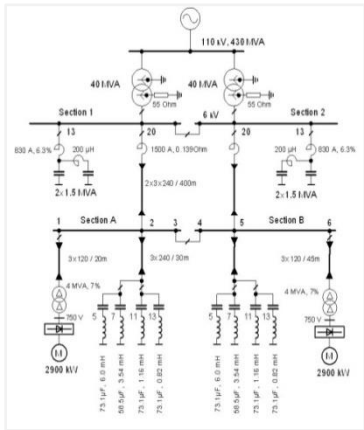 110 kV, 430 MVA
40 MVA 40 MVA
55 Ohm 55 Ohm
Section 1 6 kV Section 2
13 20 20 13
830 A, 6.3% 200 µH 1500 A, 0.139Ohm 200 µH 830 A, 6.3%
2×1.5 MVA 2×1.5 MVA
2×3×240 / 400m
1 Section A 2 3 4 5 Section B 6
3×120 / 20m 3×240 / 30m 3×120 / 45m
4 MVA, 7% 4 MVA, 7%
750 V 5 7 11 13 5 7 11 13 750 V
M M
2900 kW 2900 kW
73.1µF, 6.0 mH
56.5µF, 3.54 mH
73.1µF, 1.16 mH
73.1µF, 0.82 mH
73.1µF, 6.0 mH
56.5µF, 3.54 mH
73.1µF, 1.16 mH
73.1µF, 0.82 mH